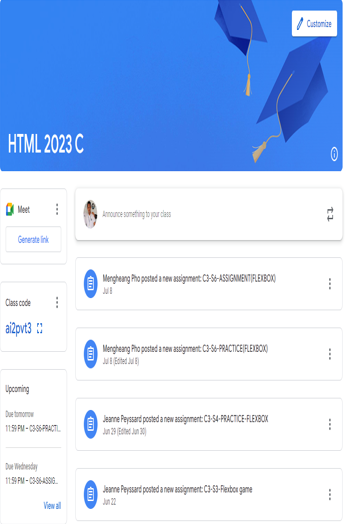 Customize
HTML 2023 C
Meet
Generate link
Announce something to your class
Class code
ai2pvt3
Mengheang Pho posted a new assignment: C3-S6-ASSIGNMENT(FLEXBOX)
Jul 8
Mengheang Pho posted a new assignment: C3-S6-PRACTICE(FLEXBOX)
Jul 8 (Edited Jul 8)
Upcoming
Due tomorrow
11:59 PM – C3-S6-PRACTI...
Due Wednesday
11:59 PM – C3-S6-ASSIG...
View all
Jeanne Peyssard posted a new assignment: C3-S4-PRACTICE-FLEXBOX
Jun 29 (Edited Jun 30)
Jeanne Peyssard posted a new assignment: C3-S3-Flexbox game
Jun 22